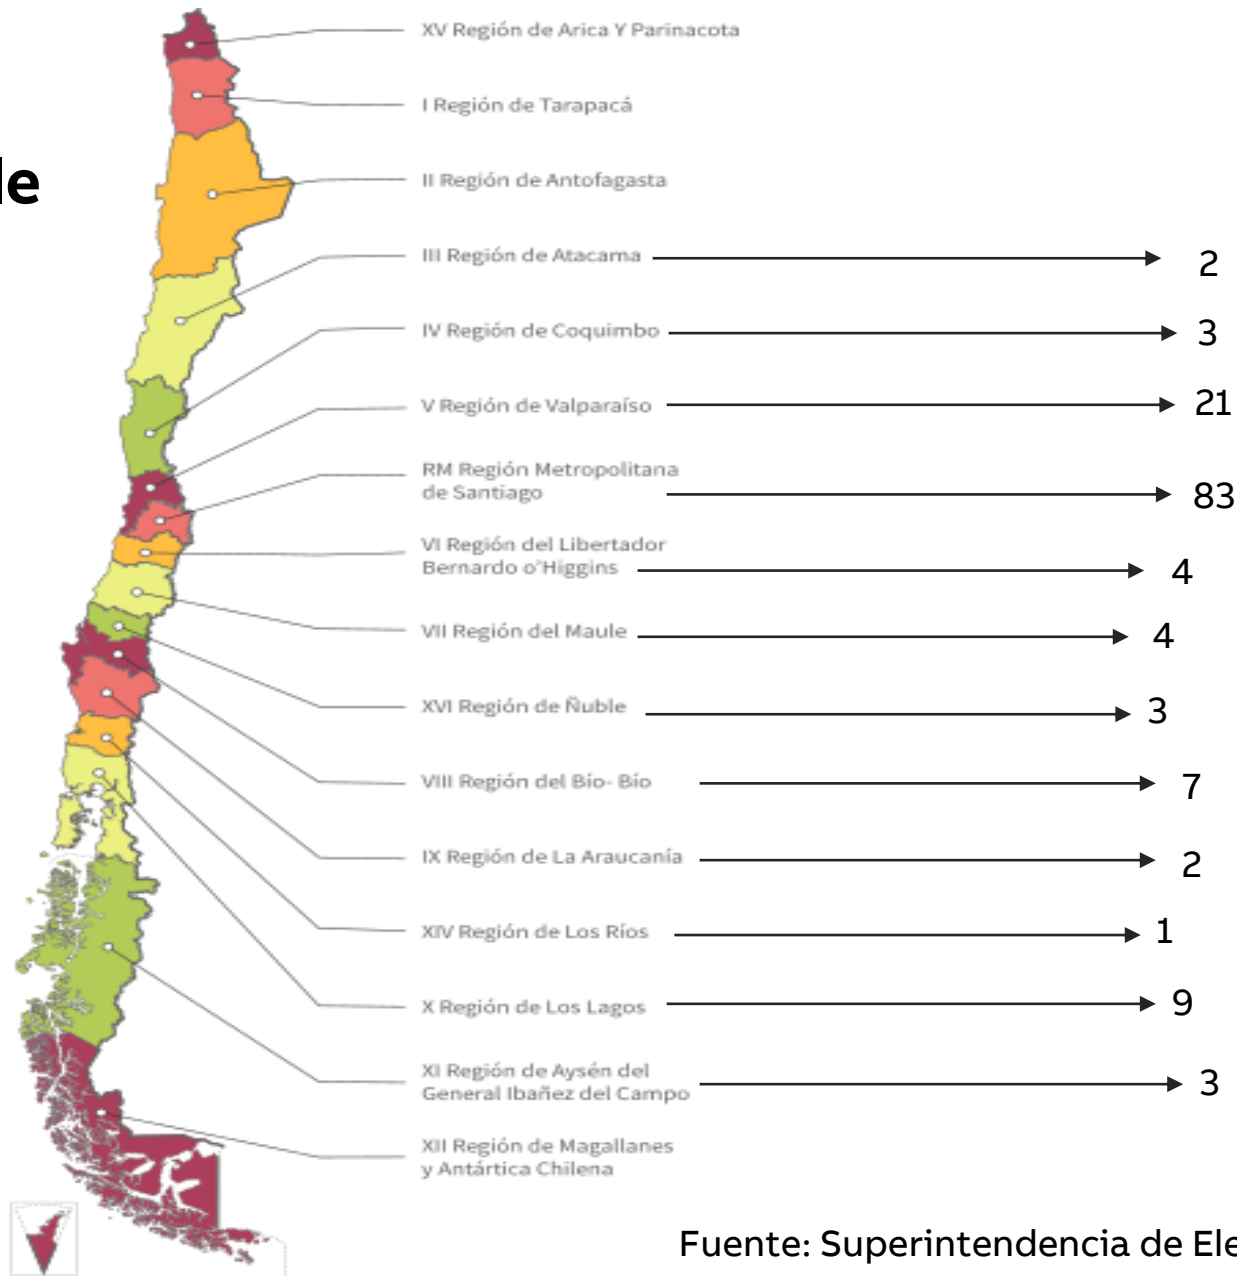 XV Región de Arica Y Parinacota
I Región de Tarapacá
II Región de Antofagasta
III Región de Atacama 2
IV Región de Coquimbo 3
V Región de Valparaíso 21
RM Región Metropolitana
de Santiago 83
VI Región del Libertador
Bernardo o'Higgins 4
VII Región del Maule 4
XVI Región de Ñuble 3
VIII Región del Bío- Bío 7
IX Región de La Araucanía 2
XIV Región de Los Ríos 1
X Región de Los Lagos 9
XI Región de Aysén del
General Ibañez del Campo 3
XII Región de Magallanes
y Antártica Chilena
Fuente: Superintendencia de